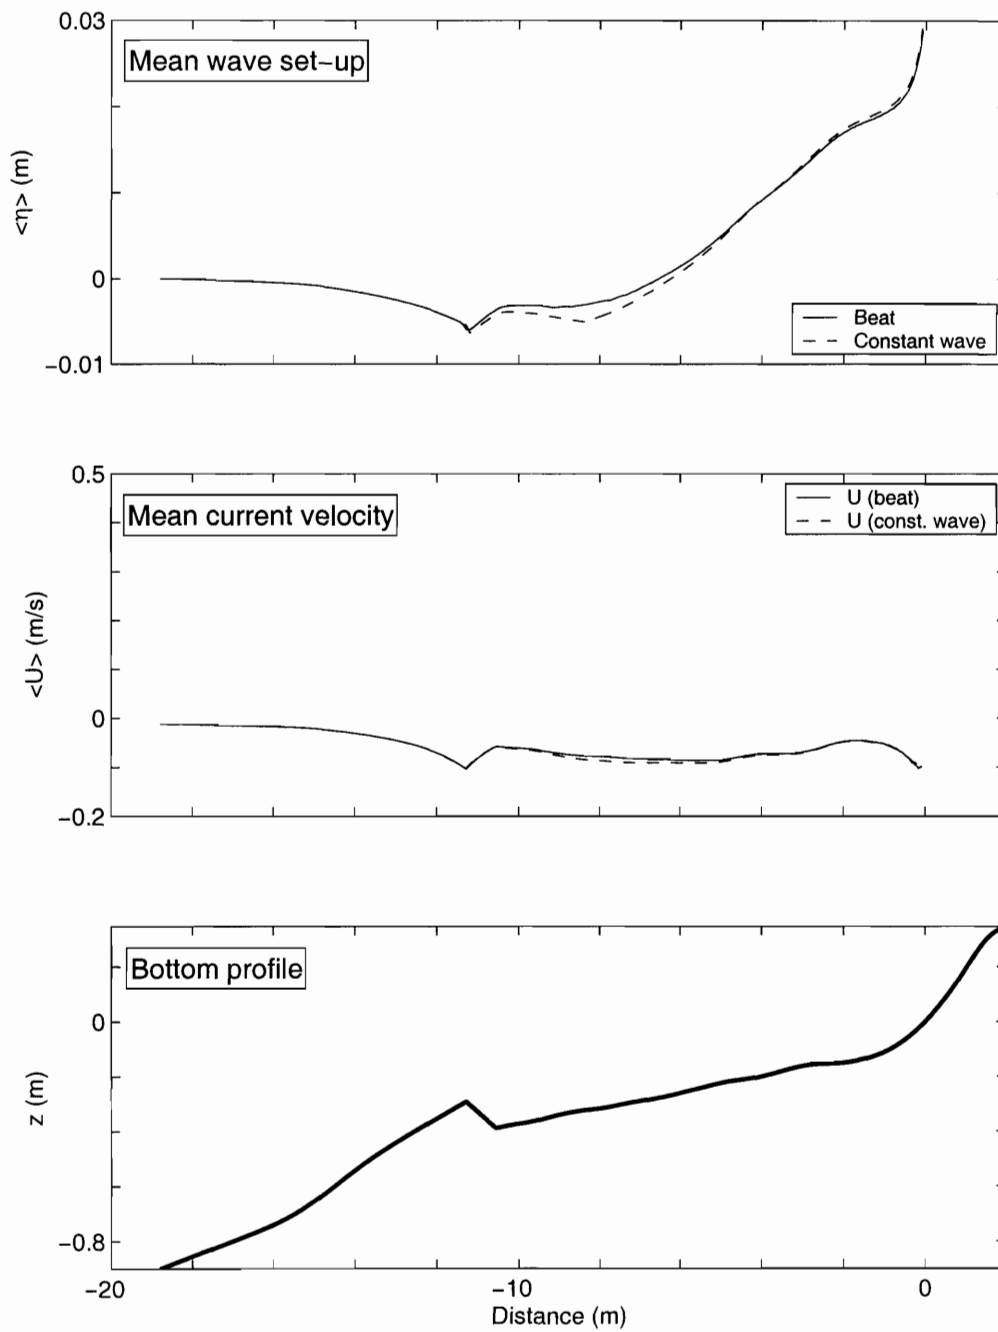 0.03
Mean wave set-up
<η> (m)
0
Beat
Constant wave
-0.01
0.5
Mean current velocity
U (beat)
U (const. wave)
<U> (m/s)
0
-0.2
Bottom profile
0
z (m)
-0.8
-20
-10
0
Distance (m)